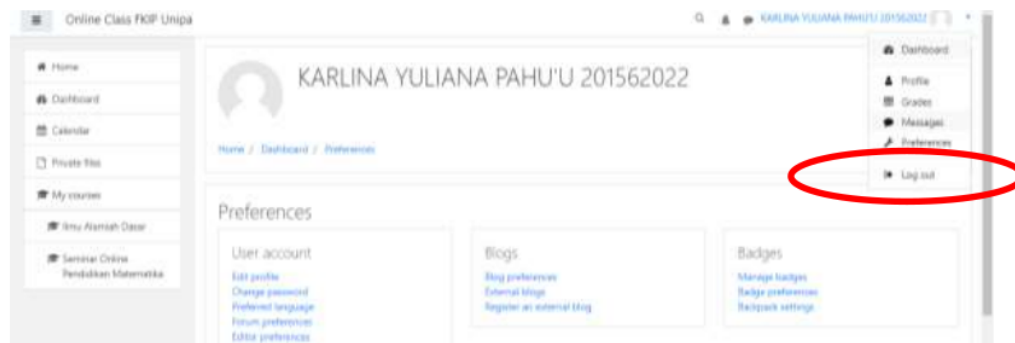 Online Class FKIP Unipa
KARLINA YULIANA PAHU'U 201562022
Home
Dashboard
Calendar
Private files
My courses
Ilmu Alamiah Dasar
Seminar Online
Pendidikan Matematika
KARLINA YULIANA PAHU'U 201562022
Home / Dashboard / Preferences
Dashboard
Profile
Grades
Messages
Preferences
Log out
Preferences
User account
Edit profile
Change password
Preferred language
Forum preferences
Editor preferences
Blogs
Blog preferences
External blogs
Register an external blog
Badges
Manage badges
Badge preferences
Backpack settings